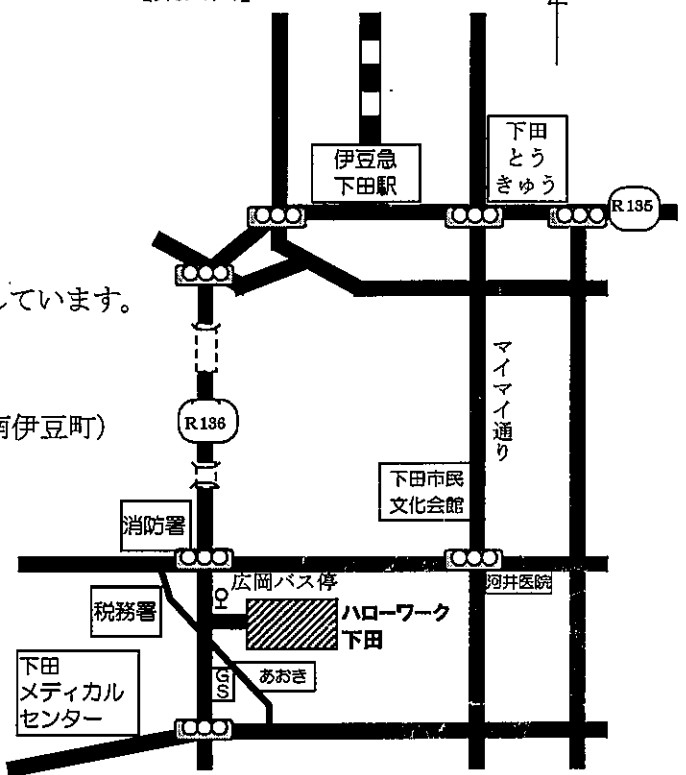 伊豆急
下田駅
下田
とう
きゅう
R135
ています。
マイマイ通り
南伊豆町)
R136
下田市民
文化会館
消防署
広岡バス停
河井医院
税務署
ハローワーク
下田
下田
メディカル
センター
GS
あおき